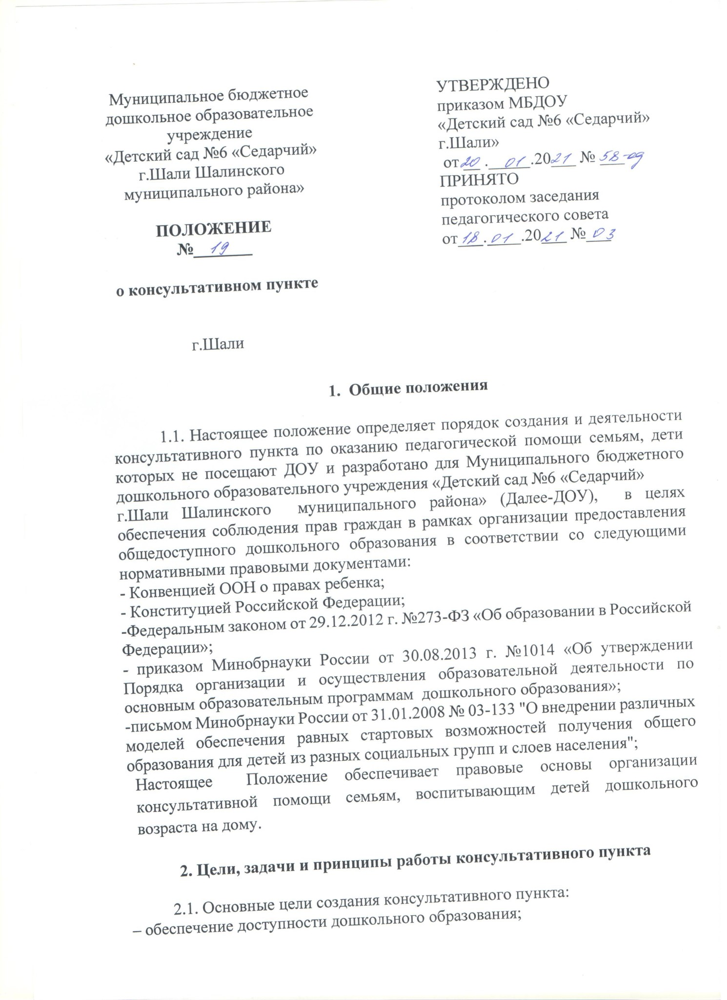 Муниципальное бюджетное
дошкольное образовательное
учреждение
«Детский сад №6 «Седарчий»
г.Шали Шалинского
муниципального района»
ПОЛОЖЕНИЕ
№ 19
о консультативном пункте
г.Шали
УТВЕРЖДЕНО
приказом МБДОУ
«Детский сад №6 «Седарчий»
г.Шали»
от 20 . 01 .2021 № 58-од
ПРИНЯТО
протоколом заседания
педагогического совета
от 18 . 01 .2021 № 03
1. Общие положения
1.1. Настоящее положение определяет порядок создания и деятельности
консультативного пункта по оказанию педагогической помощи семьям, дети
которых не посещают ДОУ и разработано для Муниципального бюджетного
дошкольного образовательного учреждения «Детский сад №6 «Седарчий»
г.Шали Шалинского муниципального района» (Далее-ДОУ), в целях
обеспечения соблюдения прав граждан в рамках организации предоставления
общедоступного дошкольного образования в соответствии со следующими
нормативными правовыми документами:
- Конвенцией ООН о правах ребенка;
- Конституцией Российской Федерации;
-Федеральным законом от 29.12.2012 г. №273-ФЗ «Об образовании в Российской
Федерации»;
- приказом Минобрнауки России от 30.08.2013 г. №1014 «Об утверждении
Порядка организации и осуществления образовательной деятельности по
основным образовательным программам дошкольного образования»;
-письмом Минобрнауки России от 31.01.2008 № 03-133 "О внедрении различных
моделей обеспечения равных стартовых возможностей получения общего
образования для детей из разных социальных групп и слоев населения";
Настоящее Положение обеспечивает правовые основы организации
консультативной помощи семьям, воспитывающим детей дошкольного
возраста на дому.
2. Цели, задачи и принципы работы консультативного пункта
2.1. Основные цели создания консультативного пункта:
– обеспечение доступности дошкольного образования;